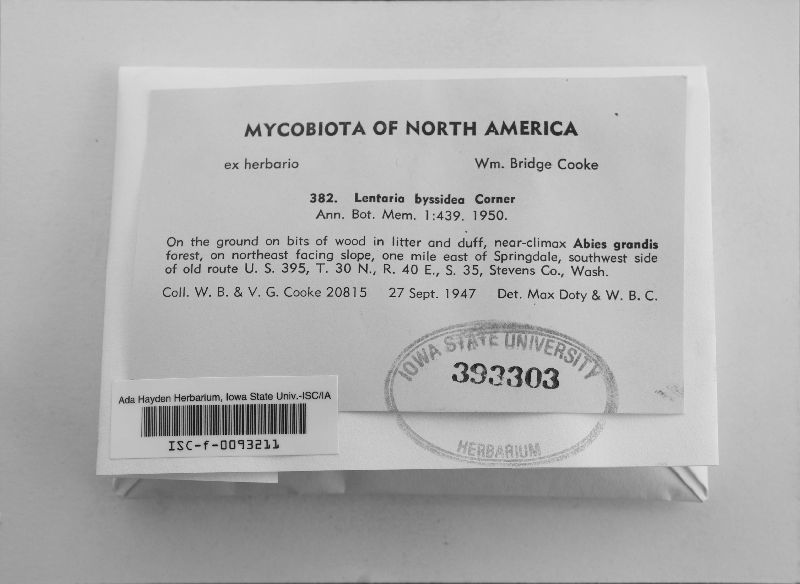 MYCOBIOTA OF NORTH AMERICA
ex herbario Wm. Bridge Cooke
382. Lentaria byssidea Corner
Ann. Bot. Mem. 1:439. 1950.
On the ground on bits of wood in litter and duff, near-climax Abies grandis
forest, on northeast facing slope, one mile east of Springdale, southwest side
of old route U. S. 395, T. 30 N., R. 40 E., S. 35, Stevens Co., Wash.
Coll. W. B. & V. G. Cooke 20815 27 Sept. 1947 Det. Max Doty & W. B. C.
IOWA STATE UNIVERSITY
393303
HERBARIUM
Ada Hayden Herbarium, Iowa State Univ.-ISC/IA
ISC-f-0093211